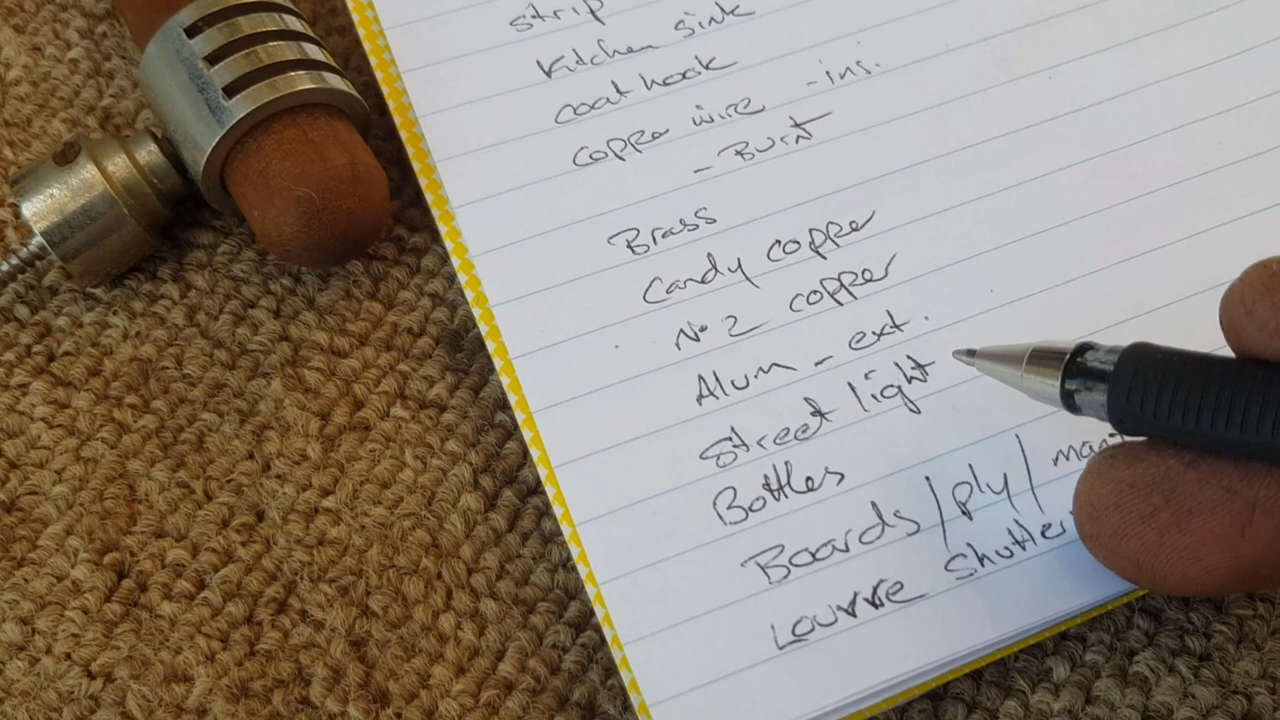 strip
Kitchen sink
coat hook
copper wire - ins.
- Burnt
Brass
Candy copper
No 2 copper
Alum - ext.
Street light
Bottles
Boards / ply /
Louvre shutter